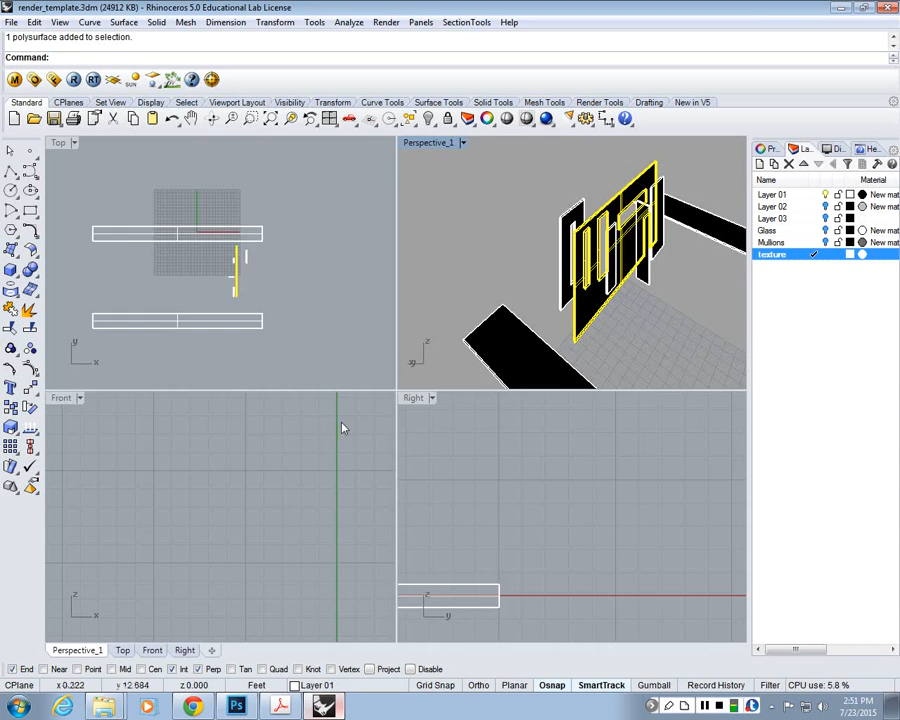 render_template.3dm (24912 KB) - Rhinoceros 5.0 Educational Lab License
File Edit View Curve Surface Solid Mesh Dimension Transform Tools Analyze Render Panels SectionTools Help
1 polysurface added to selection.
Command:
SUN
Standard CPlanes Set View Display Select Viewport Layout Visibility Transform Curve Tools Surface Tools Solid Tools Mesh Tools Render Tools Drafting New in V5
Top Perspective_1 Pr... La... Di... He...
Name Material
Layer 01 New mat
Layer 02 New mat
Layer 03
Glass New mat
Mullions New mat
texture
y x
z
Front Right
z x
z y
Perspective_1 Top Front Right
End Near Point Mid Cen Int Perp Tan Quad Knot Vertex Project Disable
CPlane x 0.222 y 12.684 z 0.000 Feet Layer 01 Grid Snap Ortho Planar Osnap SmartTrack Gumball Record History Filter CPU use: 5.8 %
Ps
2:51 PM
7/23/2015